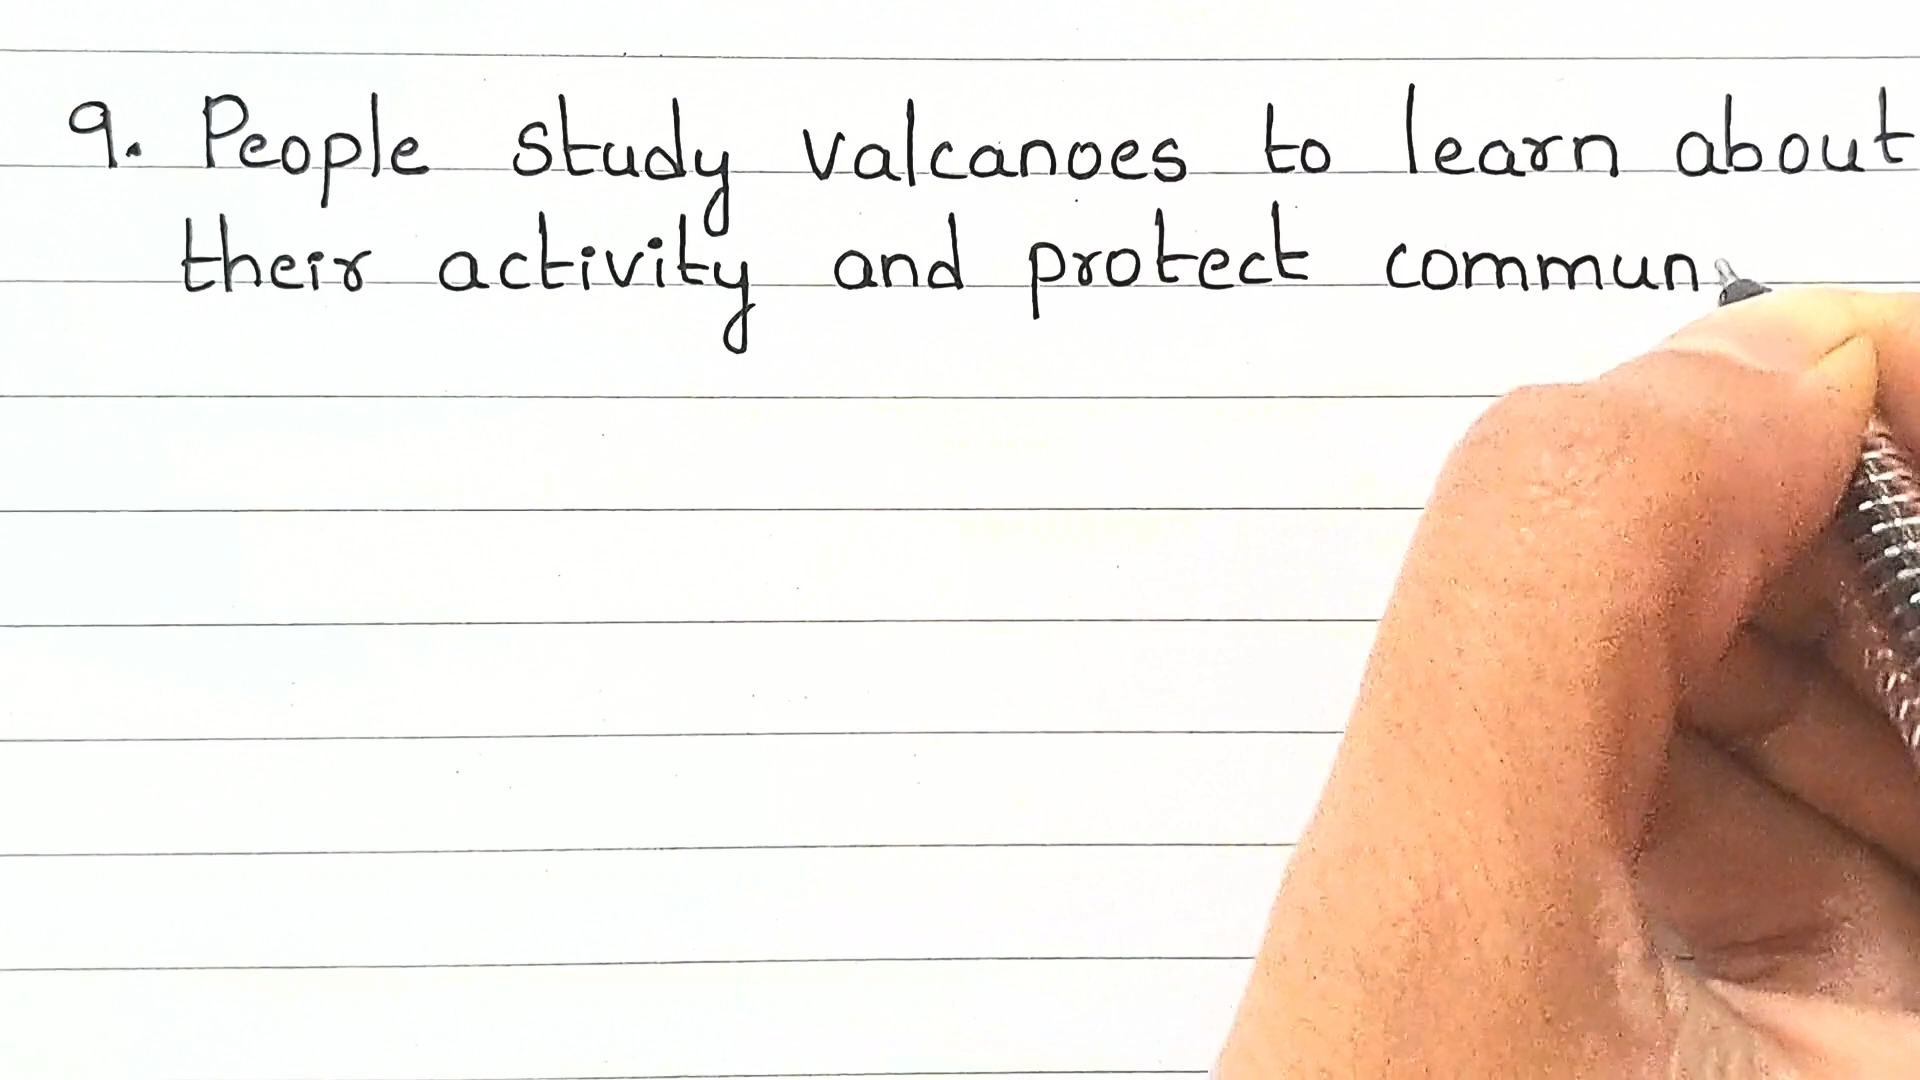 9. People study valcanoes to learn about
their activity and protect commun